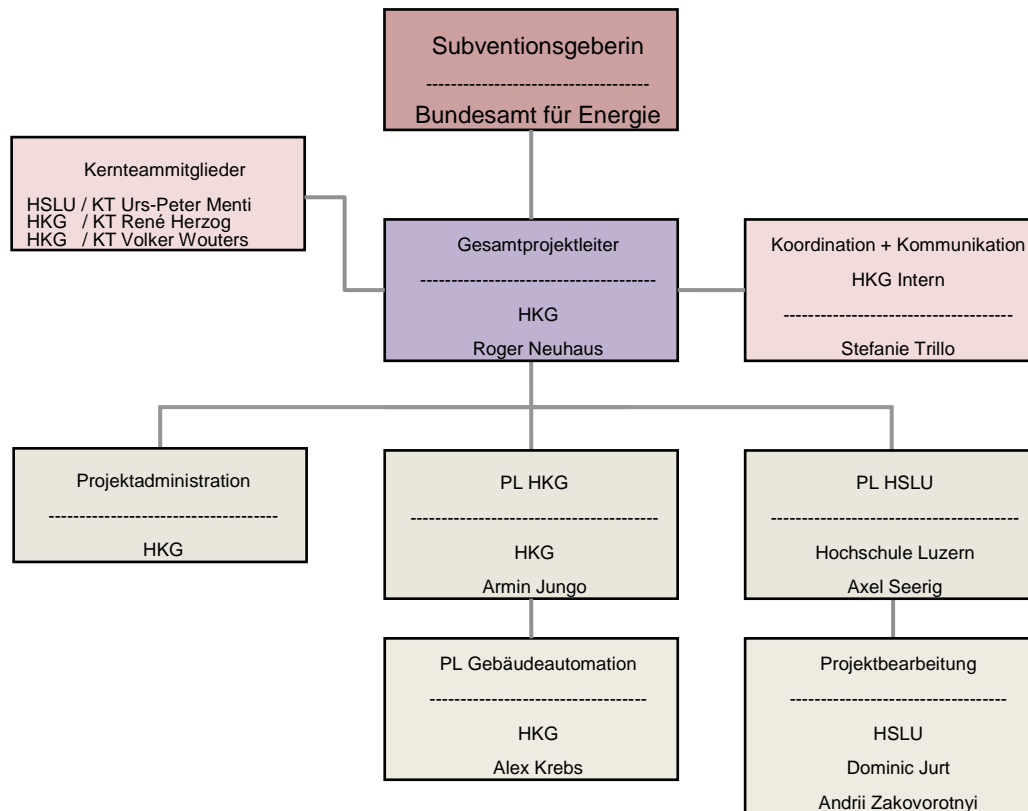 Subventionsgeberin
------------------------------------
Bundesamt für Energie
Kernteammitglieder
HSLU / KT Urs-Peter Menti
HKG / KT René Herzog
HKG / KT Volker Wouters
Gesamtprojektleiter
---------------------------------------
HKG
Roger Neuhaus
Koordination + Kommunikation
HKG Intern
--------------------------------------
Stefanie Trillo
Projektadministration
--------------------------------------
HKG
PL HKG
-----------------------------------------
HKG
Armin Jungo
PL HSLU
-----------------------------------------
Hochschule Luzern
Axel Seerig
PL Gebäudeautomation
------------------------------------
HKG
Alex Krebs
Projektbearbeitung
------------------------------------
HSLU
Dominic Jurt
Andrii Zakovorotnyi